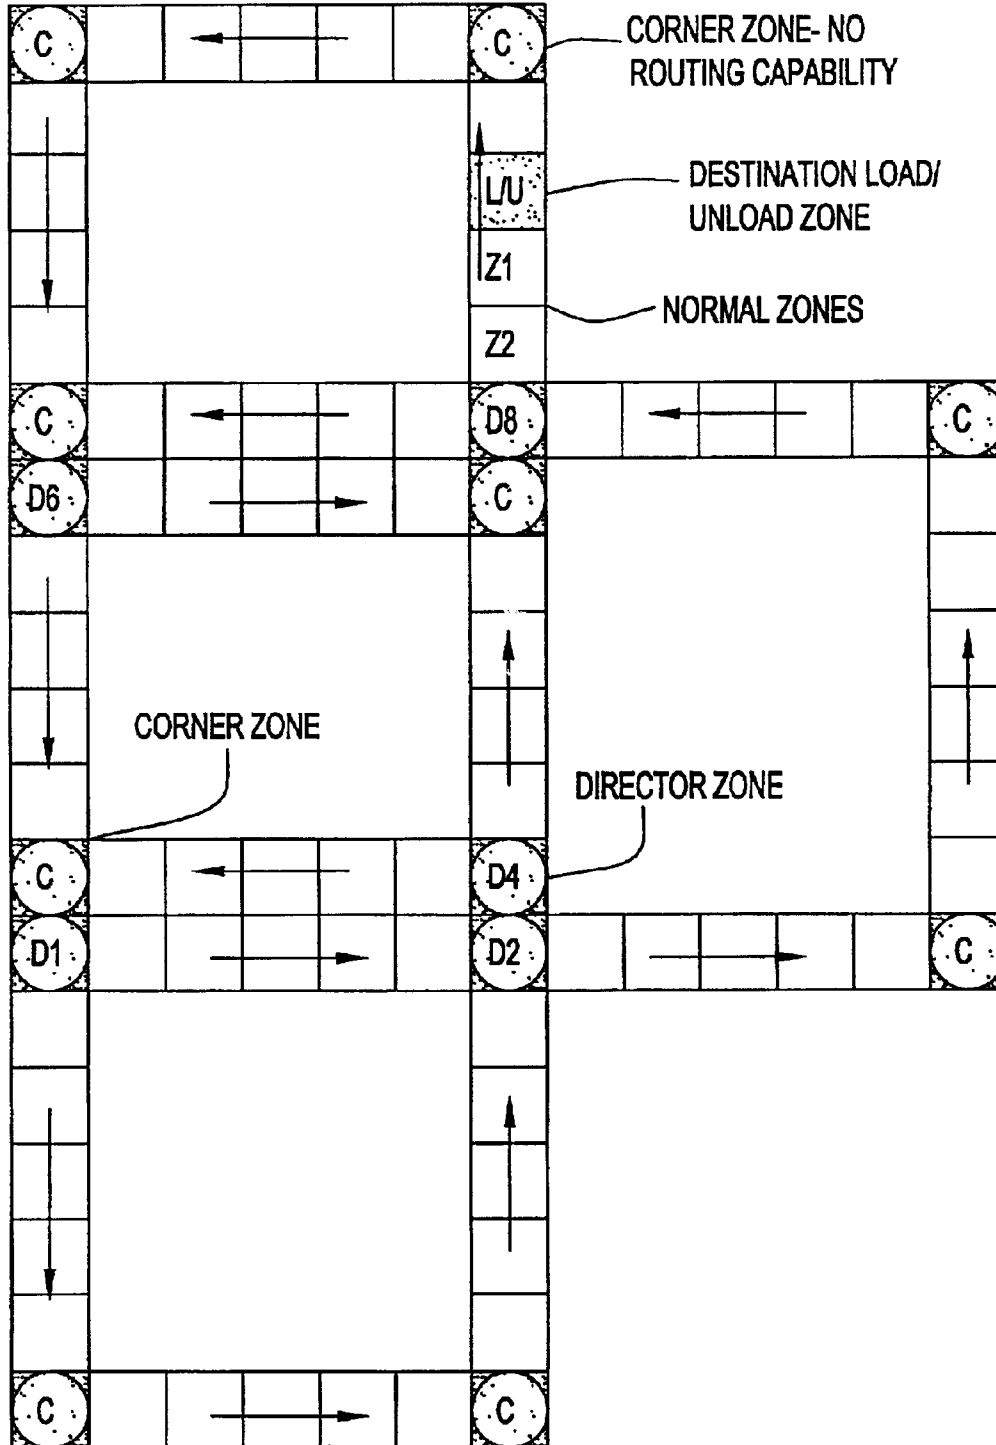 C
C
CORNER ZONE- NO
ROUTING CAPABILITY
L/U
DESTINATION LOAD/
UNLOAD ZONE
Z1
NORMAL ZONES
Z2
C
D8
C
D6
C
CORNER ZONE
DIRECTOR ZONE
C
D4
D1
D2
C
C
C